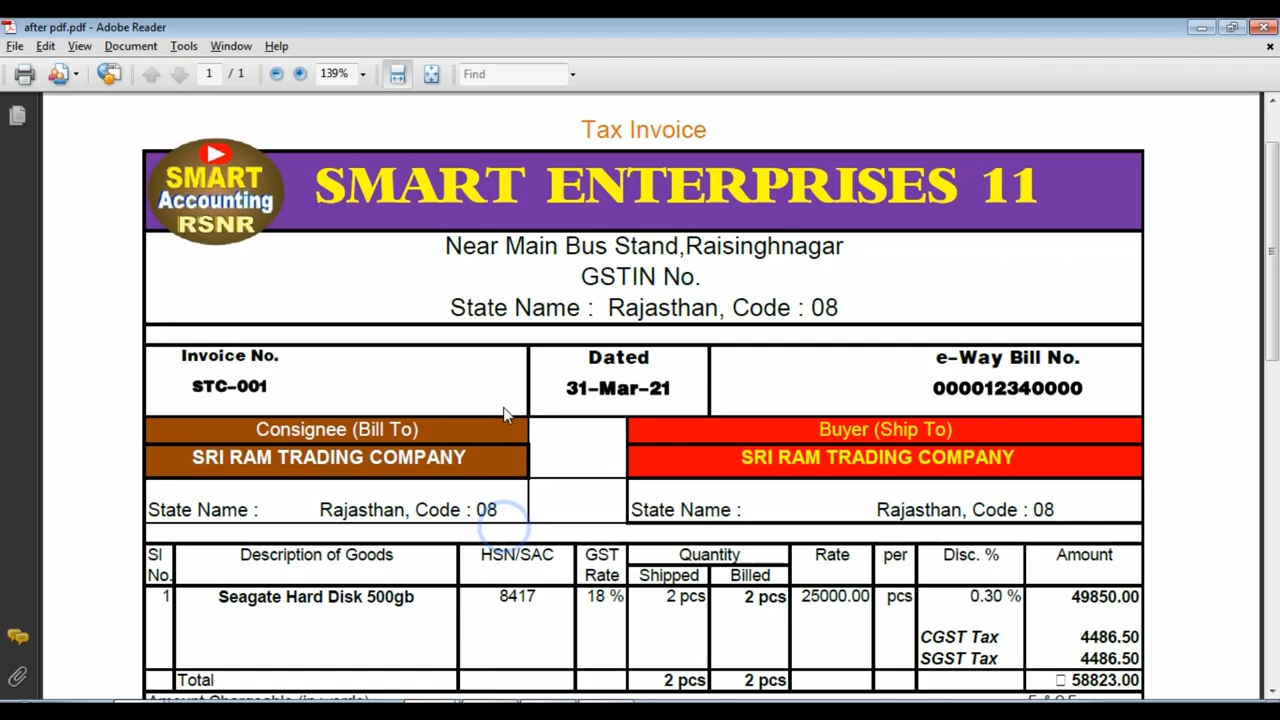 after pdf.pdf - Adobe Reader
File Edit View Document Tools Window Help
1 / 1 139% Find
Tax Invoice
SMART
Accounting
RSNR
SMART ENTERPRISES 11
Near Main Bus Stand,Raisinghnagar
GSTIN No.
State Name : Rajasthan, Code : 08
Invoice No. Dated e-Way Bill No.
STC-001 31-Mar-21 000012340000
Consignee (Bill To) Buyer (Ship To)
SRI RAM TRADING COMPANY SRI RAM TRADING COMPANY
State Name : Rajasthan, Code : 08 State Name : Rajasthan, Code : 08
Sl Description of Goods HSN/SAC GST Quantity Rate per Disc. % Amount
No. Rate Shipped Billed
1 Seagate Hard Disk 500gb 8417 18 % 2 pcs 2 pcs 25000.00 pcs 0.30 % 49850.00
CGST Tax 4486.50
SGST Tax 4486.50
Total 2 pcs 2 pcs 58823.00
Amount Chargeable (in words)